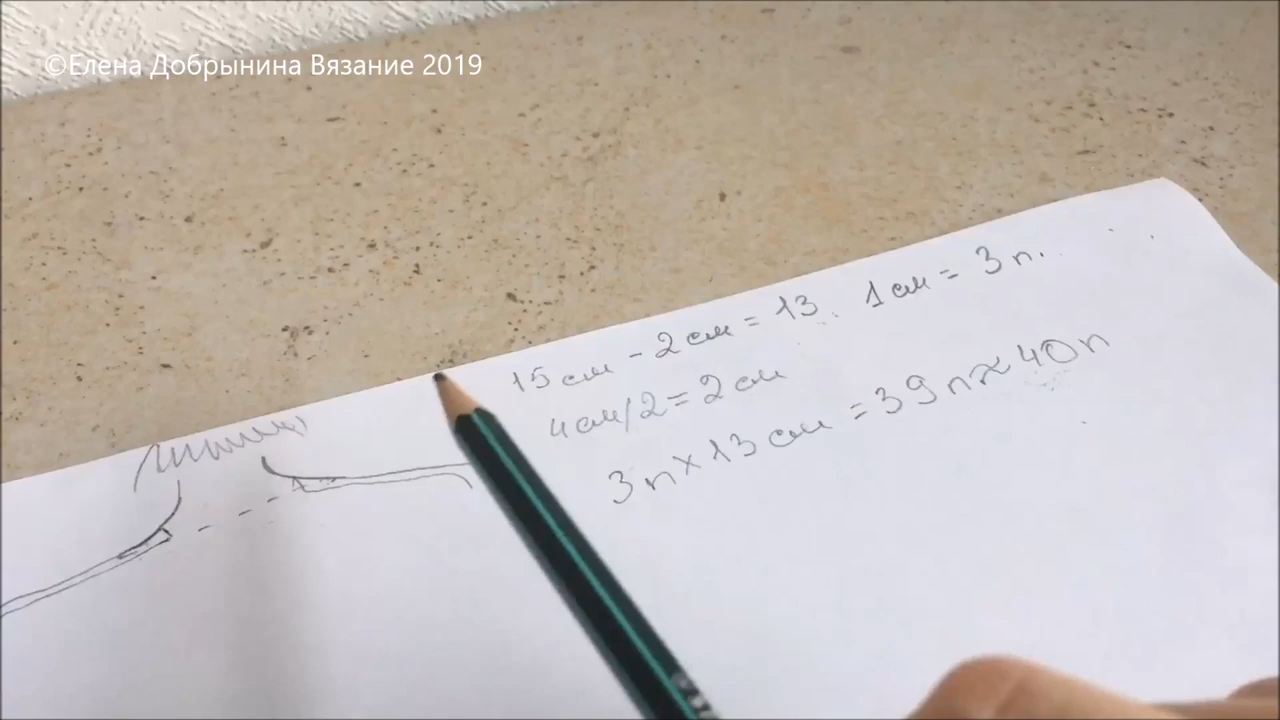 ©Елена Добрынина Вязание 2019
15 см - 2 см = 13. 1 см = 3 п.
4 см/2 = 2 см
3 п × 13 см = 39 п ≈ 40 п